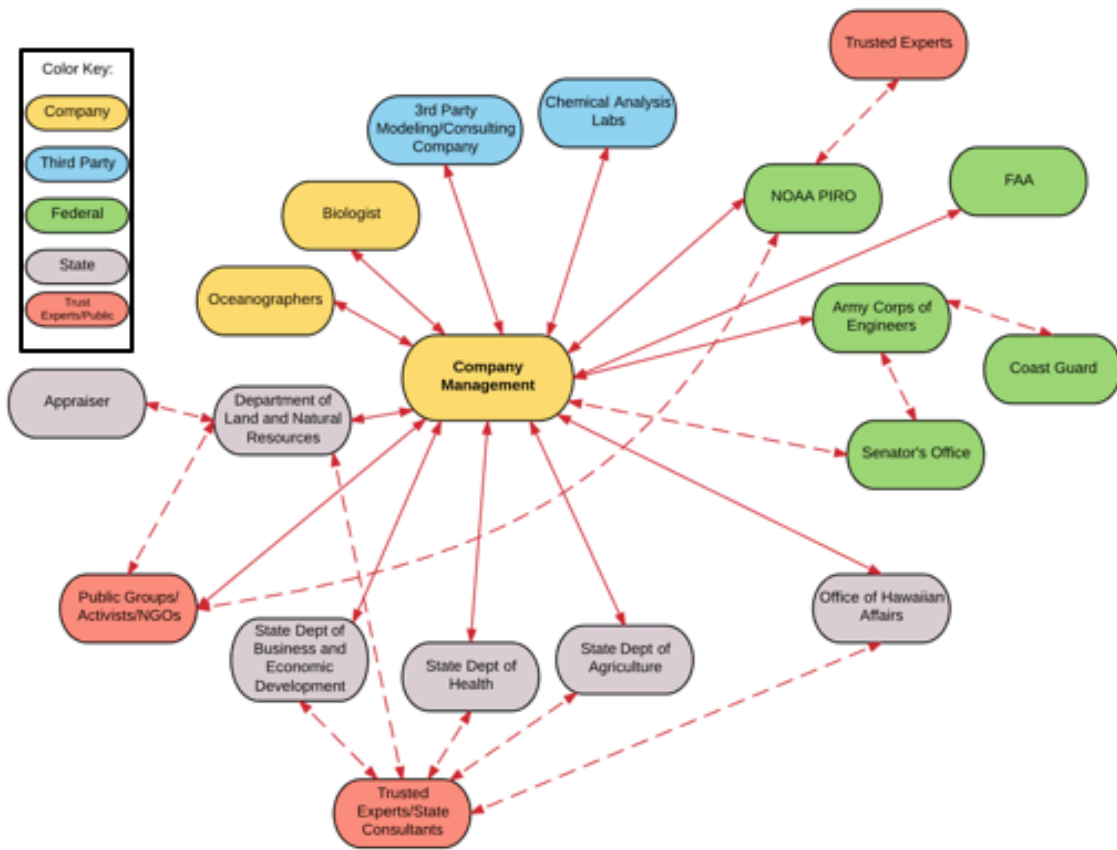 Color Key:
Company
Third Party
Federal
State
Trust
Experts/Public
Trusted Experts
3rd Party
Modeling/Consulting
Company
Chemical Analysis
Labs
NOAA PIRO
FAA
Biologist
Oceanographers
Army Corps of
Engineers
Coast Guard
Company
Management
Appraiser
Department of
Land and Natural
Resources
Senator's Office
Public Groups/
Activists/NGOs
State Dept of
Business and
Economic
Development
State Dept of
Health
State Dept of
Agriculture
Office of Hawaiian
Affairs
Trusted
Experts/State
Consultants